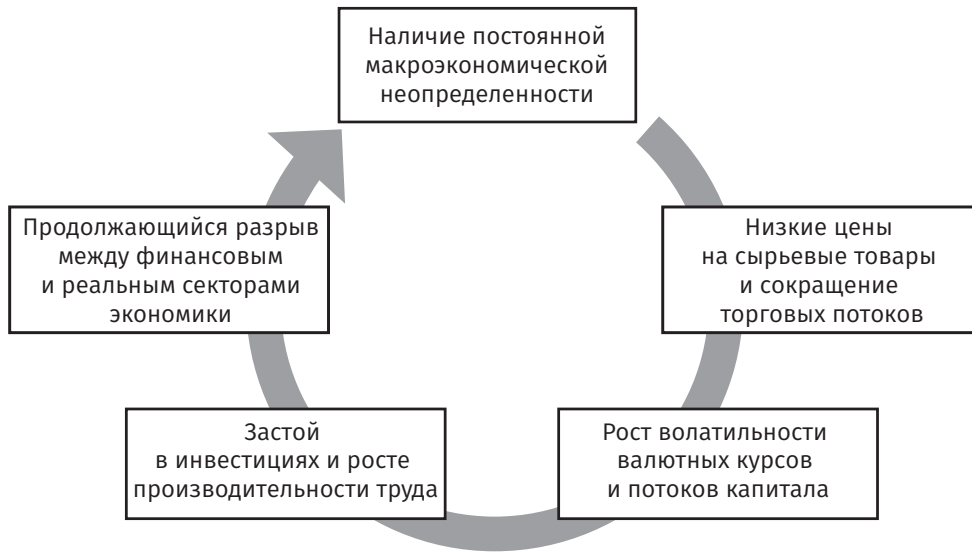 Наличие постоянной
макроэкономической
неопределенности
Низкие цены
на сырьевые товары
и сокращение
торговых потоков
Рост волатильности
валютных курсов
и потоков капитала
Застой
в инвестициях и росте
производительности труда
Продолжающийся разрыв
между финансовым
и реальным секторами
экономики